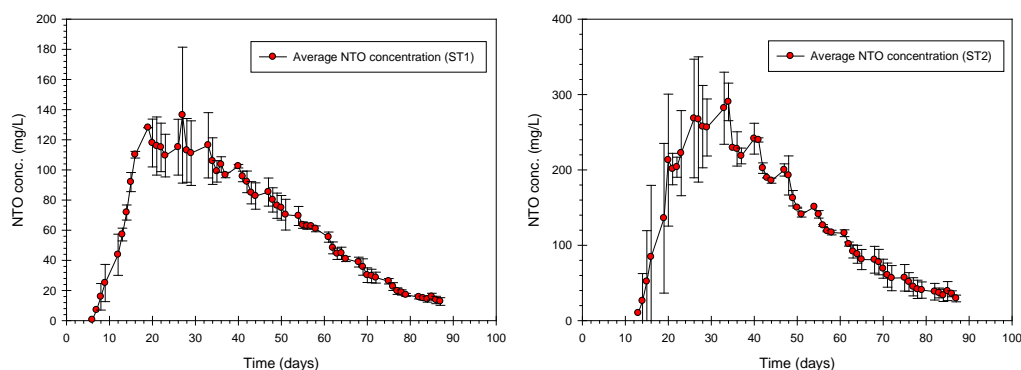 200
180
160
140
120
100
80
60
40
20
0
NTO conc. (mg/L)
Average NTO concentration (ST1)
0 10 20 30 40 50 60 70 80 90 100
Time (days)
400
300
200
100
0
NTO conc. (mg/L)
Average NTO concentration (ST2)
0 10 20 30 40 50 60 70 80 90 100
Time (days)